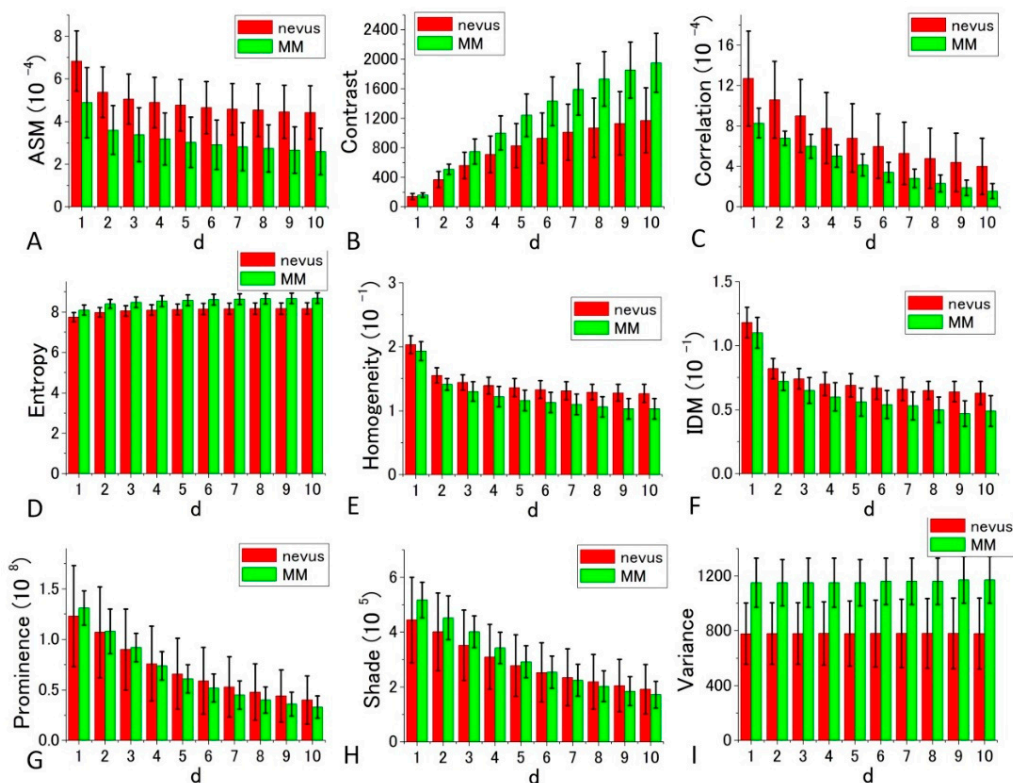 nevus
MM
ASM (10 ⁻⁴)
8
6
4
2
0
1 2 3 4 5 6 7 8 9 10
A
d
nevus
MM
Contrast
2400
2000
1600
1200
800
400
0
1 2 3 4 5 6 7 8 9 10
B
d
nevus
MM
Correlation (10 ⁻⁴)
18
16
14
12
10
8
6
4
2
0
1 2 3 4 5 6 7 8 9 10
C
d
nevus
MM
Entropy
8
6
4
2
0
1 2 3 4 5 6 7 8 9 10
D
d
nevus
MM
Homogeneity (10 ⁻¹)
3
2
1
0
1 2 3 4 5 6 7 8 9 10
E
d
nevus
MM
IDM (10 ⁻¹)
1.5
1.0
0.5
0.0
1 2 3 4 5 6 7 8 9 10
F
d
nevus
MM
Prominence (10 ⁸)
1.5
1.0
0.5
0.0
1 2 3 4 5 6 7 8 9 10
G
d
nevus
MM
Shade (10 ⁵)
6
4
2
0
1 2 3 4 5 6 7 8 9 10
H
d
nevus
MM
Variance
1200
800
400
0
1 2 3 4 5 6 7 8 9 10
I
d